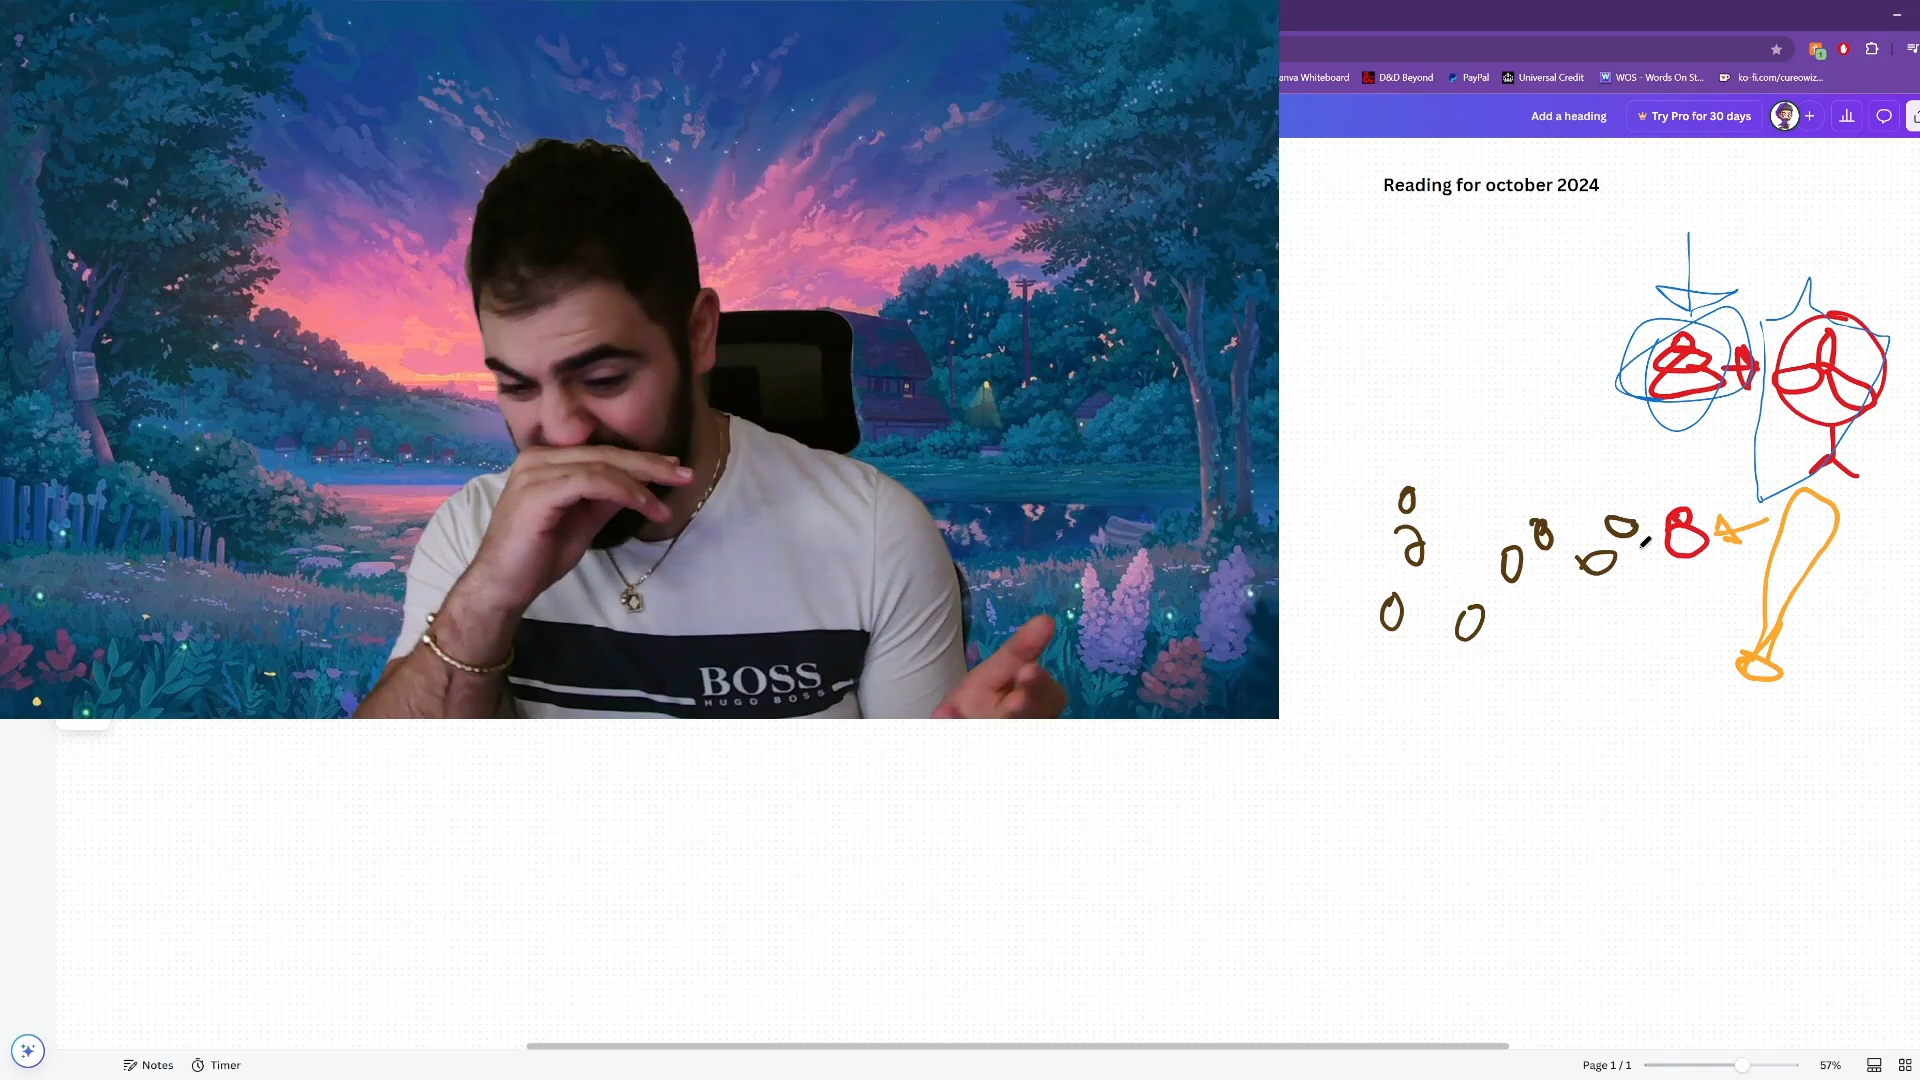 anva Whiteboard
D&D Beyond
PayPal
Universal Credit
WOS - Words On St...
ko-fi.com/cureowiz...
Add a heading
Try Pro for 30 days
Reading for october 2024
BOSS
HUGO BOSS
Notes
Timer
Page 1 / 1
57%